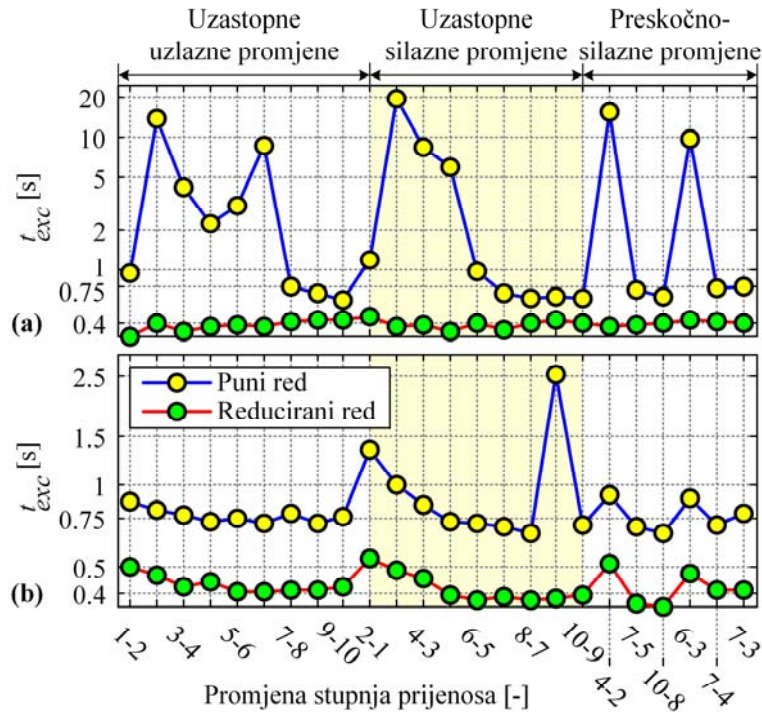 Uzastopne
uzlazne promjene
Uzastopne
silazne promjene
Preskočno-
silazne promjene
20
10
5
2
1
0.75
0.4
t_exc [s]
(a)
2.5
1.5
1
0.75
0.5
0.4
t_exc [s]
(b)
Puni red
Reducirani red
1-2
3-4
5-6
7-8
9-10
2-1
4-3
6-5
8-7
10-9
4-2
7-5
10-8
6-3
7-4
7-3
Promjena stupnja prijenosa [-]